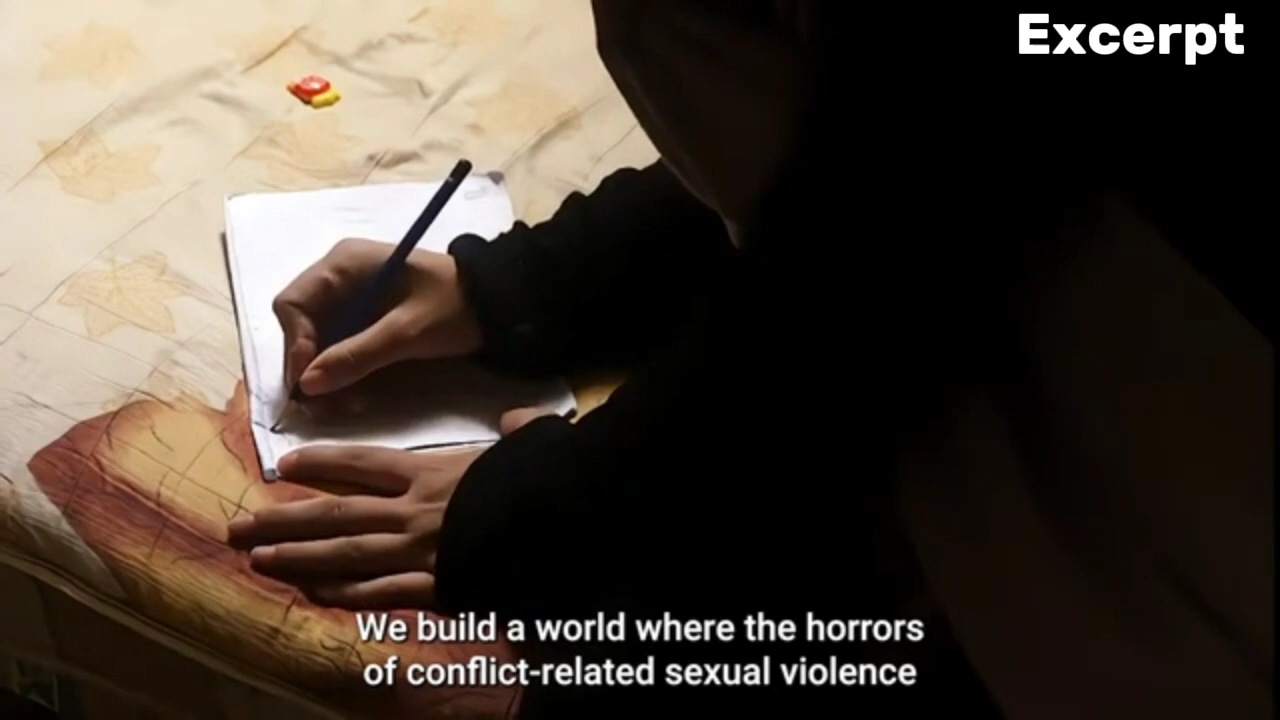 Excerpt
We build a world where the horrors
of conflict-related sexual violence